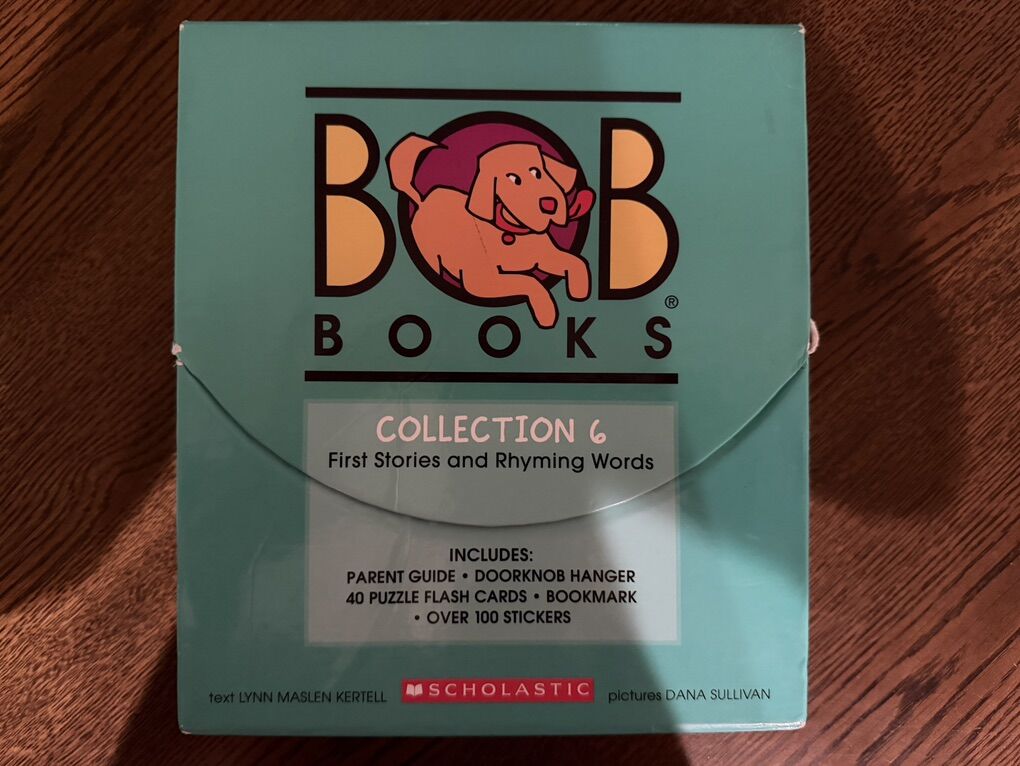 BOB
BOOKS®
COLLECTION 6
First Stories and Rhyming Words
INCLUDES:
PARENT GUIDE • DOORKNOB HANGER
40 PUZZLE FLASH CARDS • BOOKMARK
• OVER 100 STICKERS
text LYNN MASLEN KERTELL SCHOLASTIC pictures DANA SULLIVAN